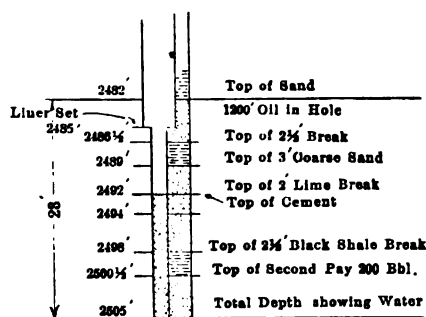 2482' Top of Sand
1200' Oil in Hole
Liner Set
2485'
2486½' Top of 2½' Break
2489' Top of 3' Coarse Sand
2492' Top of 2' Lime Break
Top of Cement
2494'
28'
2498' Top of 2½' Black Shale Break
2560½' Top of Second Pay 200 Bbl.
2505' Total Depth showing Water